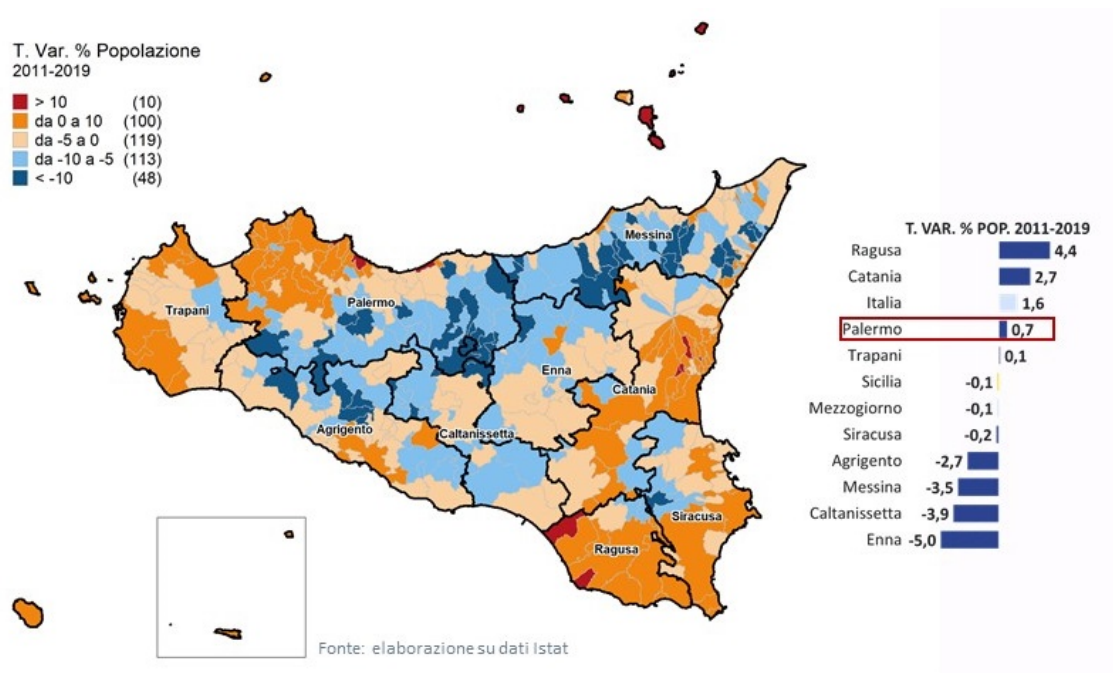 T. Var. % Popolazione
2011-2019
> 10 (10)
da 0 a 10 (100)
da -5 a 0 (119)
da -10 a -5 (113)
< -10 (48)
Messina
Trapani
Palermo
Enna
Catania
Agrigento
Caltanissetta
Siracusa
Ragusa
Fonte: elaborazione su dati Istat
T. VAR. % POP. 2011-2019
Ragusa 4,4
Catania 2,7
Italia 1,6
Palermo 0,7
Trapani 0,1
Sicilia -0,1
Mezzogiorno -0,1
Siracusa -0,2
Agrigento -2,7
Messina -3,5
Caltanissetta -3,9
Enna -5,0